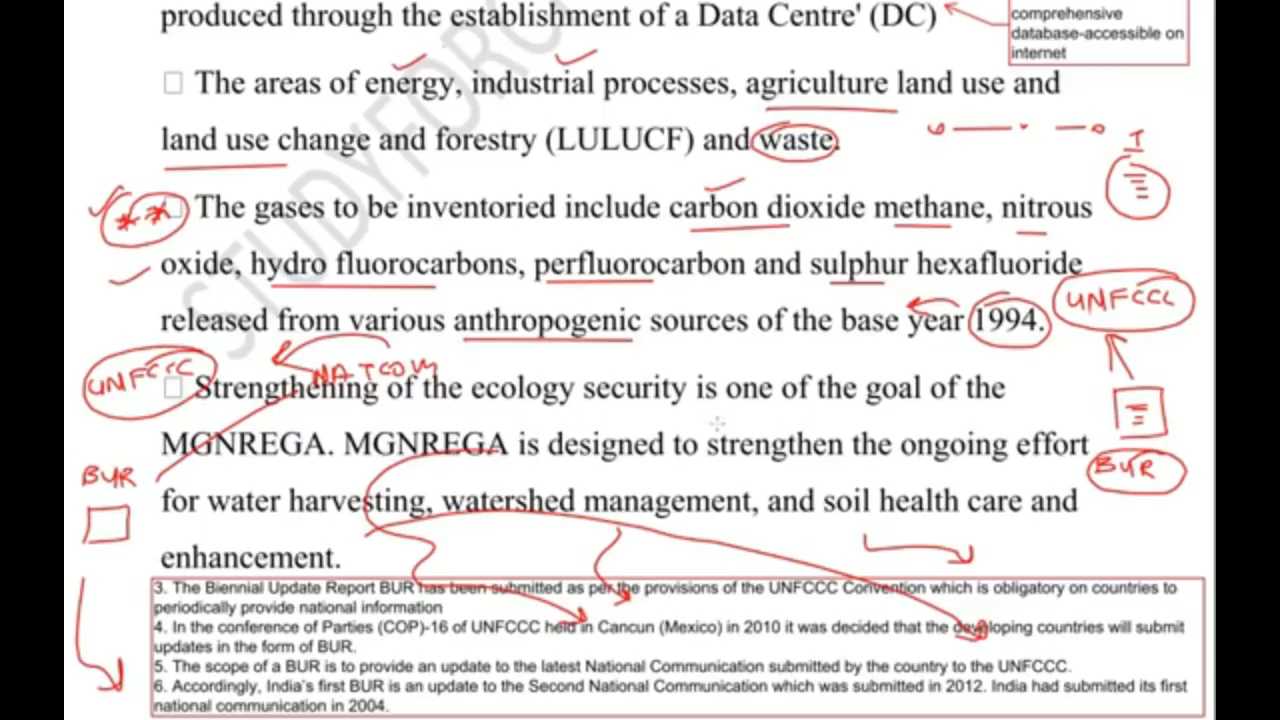 produced through the establishment of a Data Centre' (DC)
comprehensive
database-accessible on
internet
The areas of energy, industrial processes, agriculture land use and
land use change and forestry (LULUCF) and waste.
I
The gases to be inventoried include carbon dioxide methane, nitrous
oxide, hydro fluorocarbons, perfluorocarbon and sulphur hexafluoride
UNFCCC
released from various anthropogenic sources of the base year 1994.
UNFCCC
NATCOM
Strengthening of the ecology security is one of the goal of the
MGNREGA. MGNREGA is designed to strengthen the ongoing effort
BUR
BUR
for water harvesting, watershed management, and soil health care and
enhancement.
3. The Biennial Update Report BUR has been submitted as per the provisions of the UNFCCC Convention which is obligatory on countries to
periodically provide national information
4. In the conference of Parties (COP)-16 of UNFCCC held in Cancun (Mexico) in 2010 it was decided that the developing countries will submit
updates in the form of BUR.
5. The scope of a BUR is to provide an update to the latest National Communication submitted by the country to the UNFCCC.
6. Accordingly, India's first BUR is an update to the Second National Communication which was submitted in 2012. India had submitted its first
national communication in 2004.
STUDYFORC